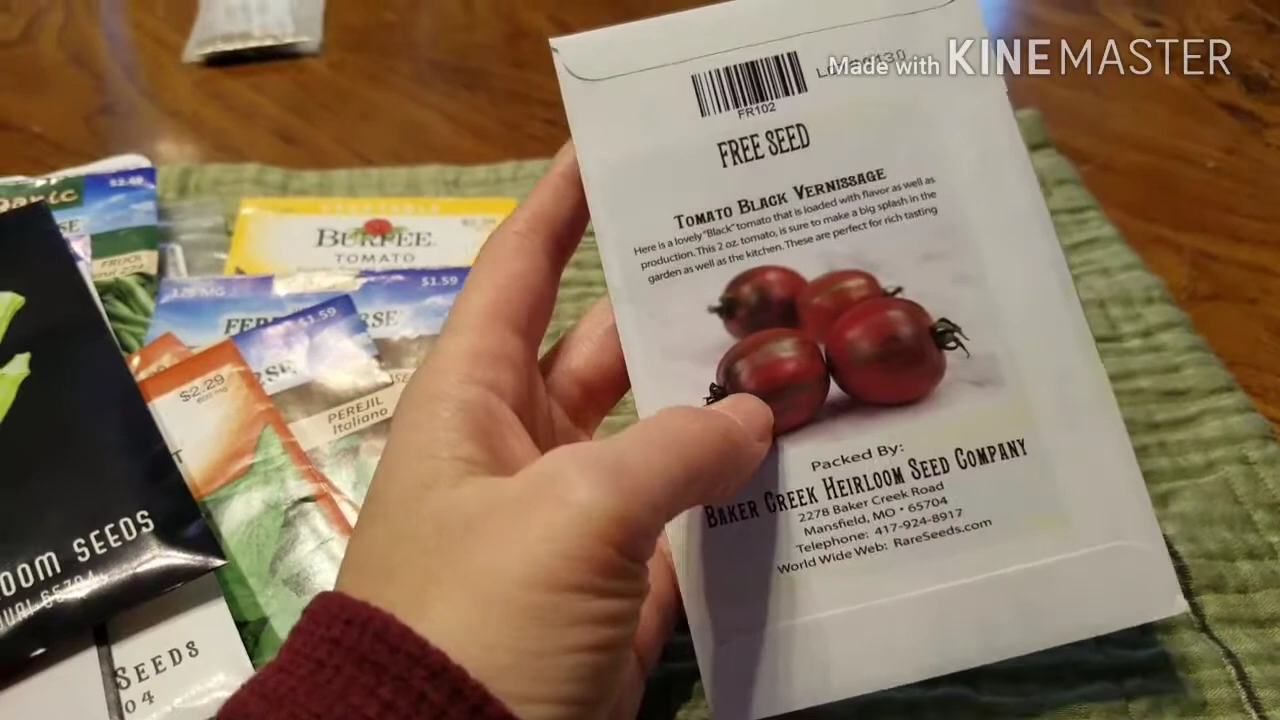 Made with KINEMASTER
FR102
FREE SEED
TOMATO BLACK VERNISSAGE
Here is a lovely "Black" tomato that is loaded with flavor as well as
production. This 2 oz. tomato, is sure to make a big splash in the
garden as well as the kitchen. These are perfect for rich tasting
Packed By:
BAKER CREEK HEIRLOOM SEED COMPANY
2278 Baker Creek Road
Mansfield, MO • 65704
Telephone: 417-924-8917
World Wide Web: RareSeeds.com
$2.49
BURPEE
TOMATO
$1.59
$1.59
$2.29
PEREJIL
Italiano
SEEDS
SEEDS
04